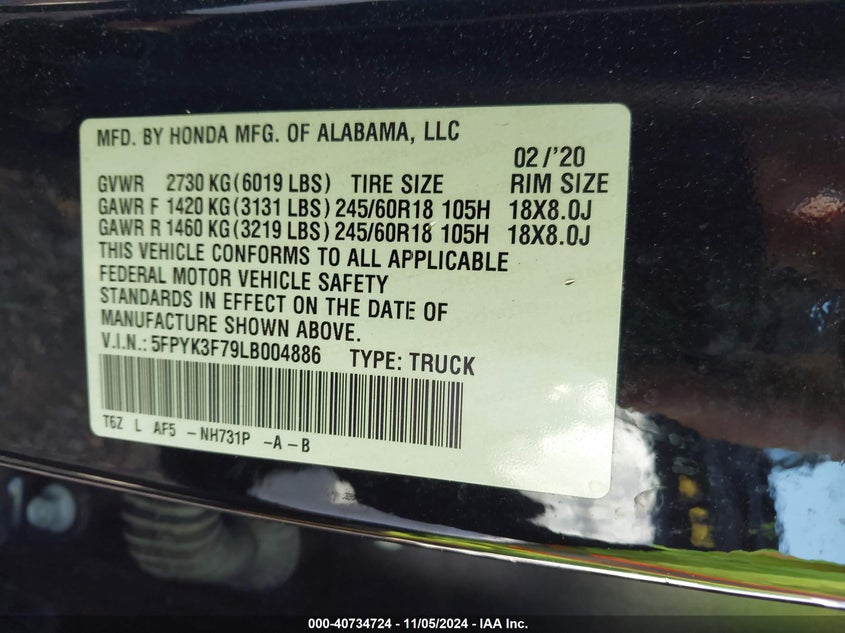 MFD. BY HONDA MFG. OF ALABAMA, LLC
02/'20
GVWR 2730 KG(6019 LBS) TIRE SIZE RIM SIZE
GAWR F 1420 KG(3131 LBS) 245/60R18 105H 18X8.0J
GAWR R 1460 KG(3219 LBS) 245/60R18 105H 18X8.0J
THIS VEHICLE CONFORMS TO ALL APPLICABLE
FEDERAL MOTOR VEHICLE SAFETY
STANDARDS IN EFFECT ON THE DATE OF
MANUFACTURE SHOWN ABOVE.
V.I.N.: 5FPYK3F79LB004886 TYPE: TRUCK
T6Z L AF5 -NH731P -A-B
000-40734724 - 11/05/2024 - IAA Inc.